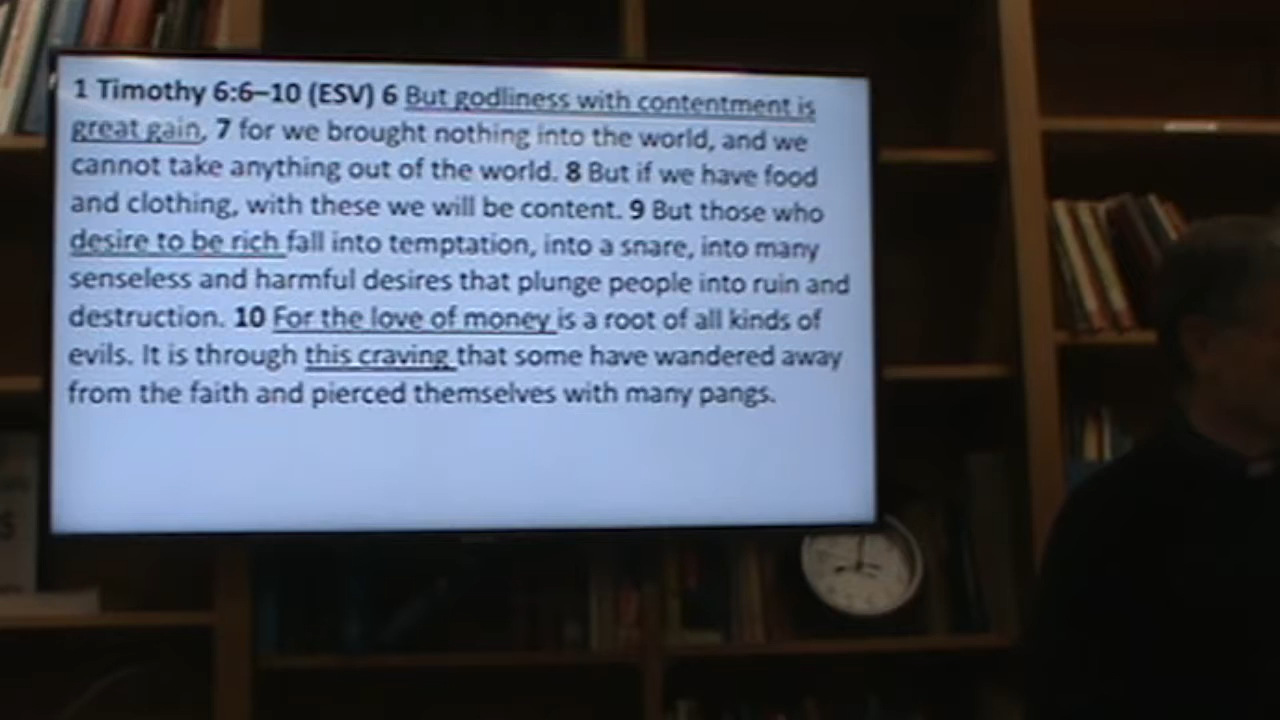 1 Timothy 6:6–10 (ESV) 6 But godliness with contentment is
great gain, 7 for we brought nothing into the world, and we
cannot take anything out of the world. 8 But if we have food
and clothing, with these we will be content. 9 But those who
desire to be rich fall into temptation, into a snare, into many
senseless and harmful desires that plunge people into ruin and
destruction. 10 For the love of money is a root of all kinds of
evils. It is through this craving that some have wandered away
from the faith and pierced themselves with many pangs.